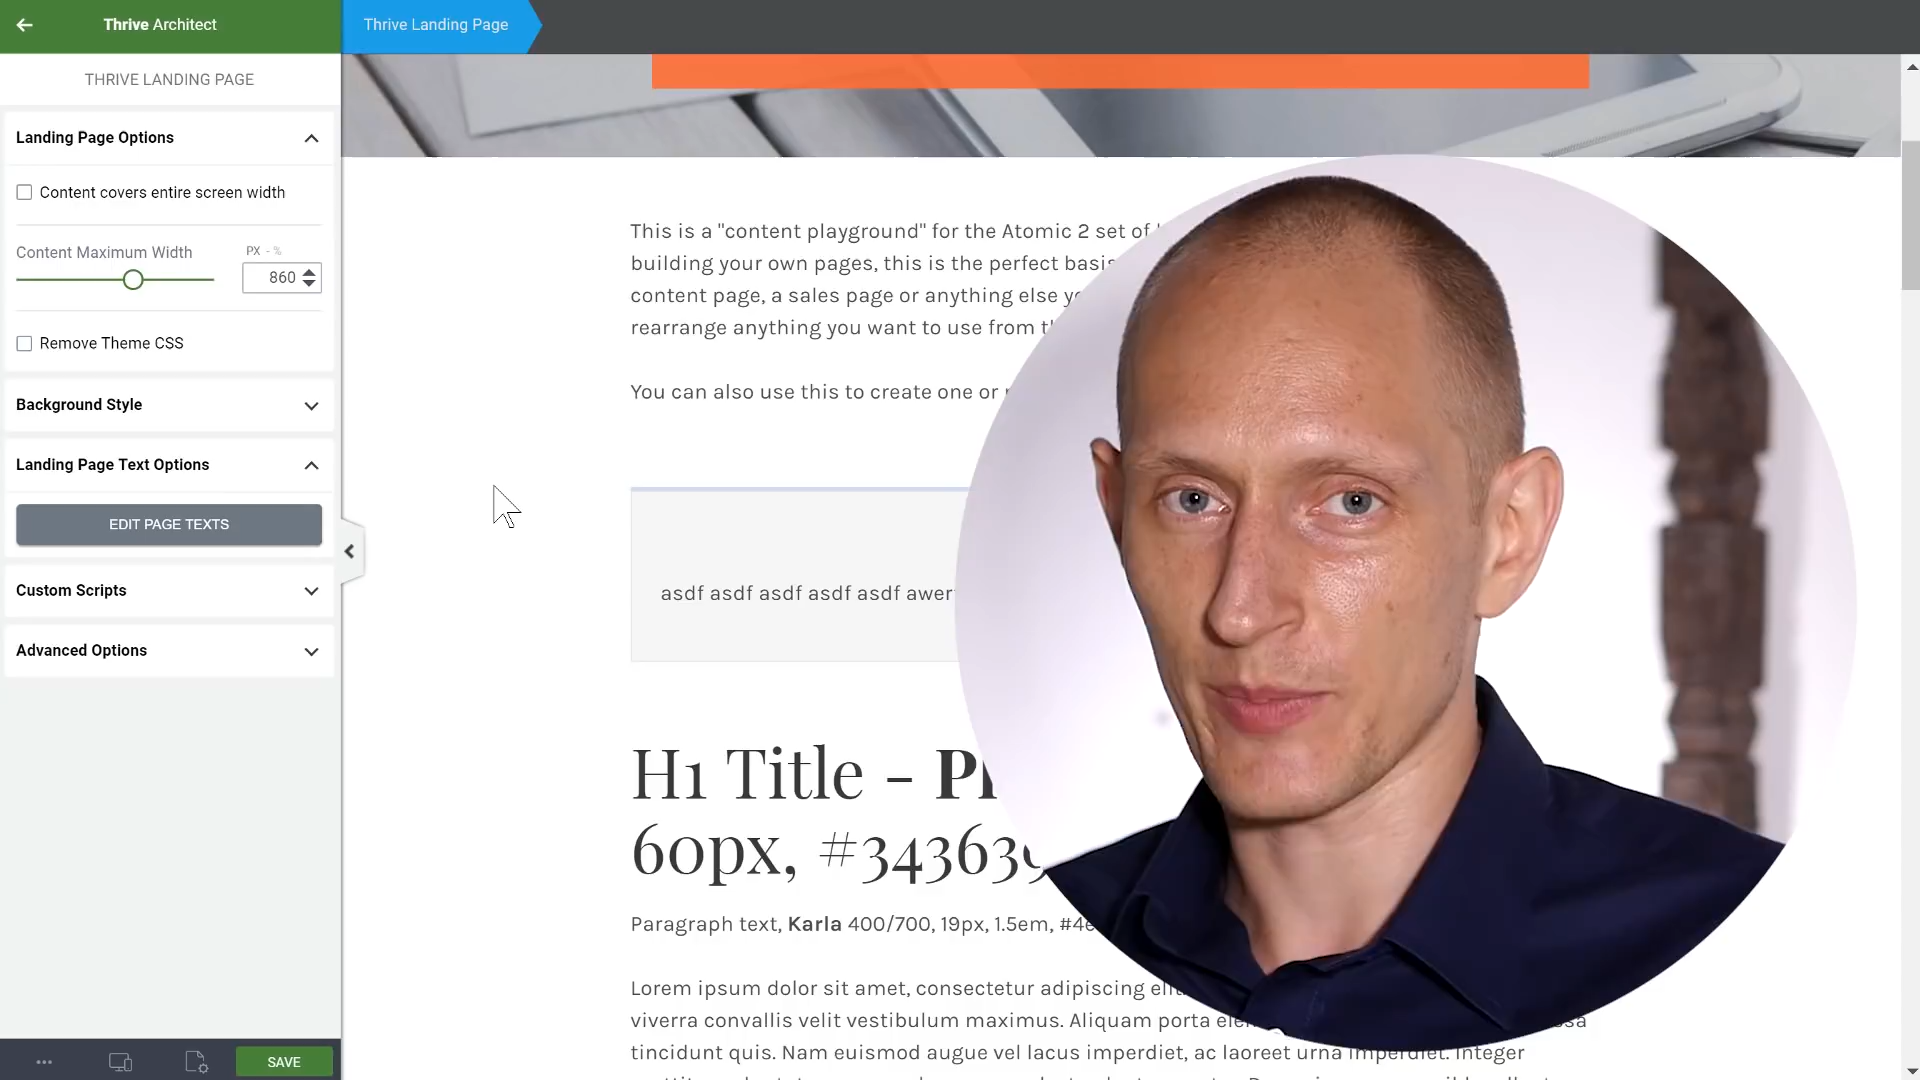 Thrive Architect
Thrive Landing Page
THRIVE LANDING PAGE
Landing Page Options
Content covers entire screen width
Content Maximum Width
PX - %
860
Remove Theme CSS
Background Style
Landing Page Text Options
EDIT PAGE TEXTS
Custom Scripts
Advanced Options
SAVE
This is a "content playground" for the Atomic 2 set of
building your own pages, this is the perfect basis
content page, a sales page or anything else
rearrange anything you want to use from
You can also use this to create one or
asdf asdf asdf asdf asdf awer
H1 Title -
60px, #343639
Paragraph text, Karla 400/700, 19px, 1.5em,
Lorem ipsum dolor sit amet, consectetur adipiscing
viverra convallis velit vestibulum maximus. Aliquam porta
tincidunt quis. Nam euismod augue vel lacus imperdiet, ac laoreet urna imperdiet. Integer